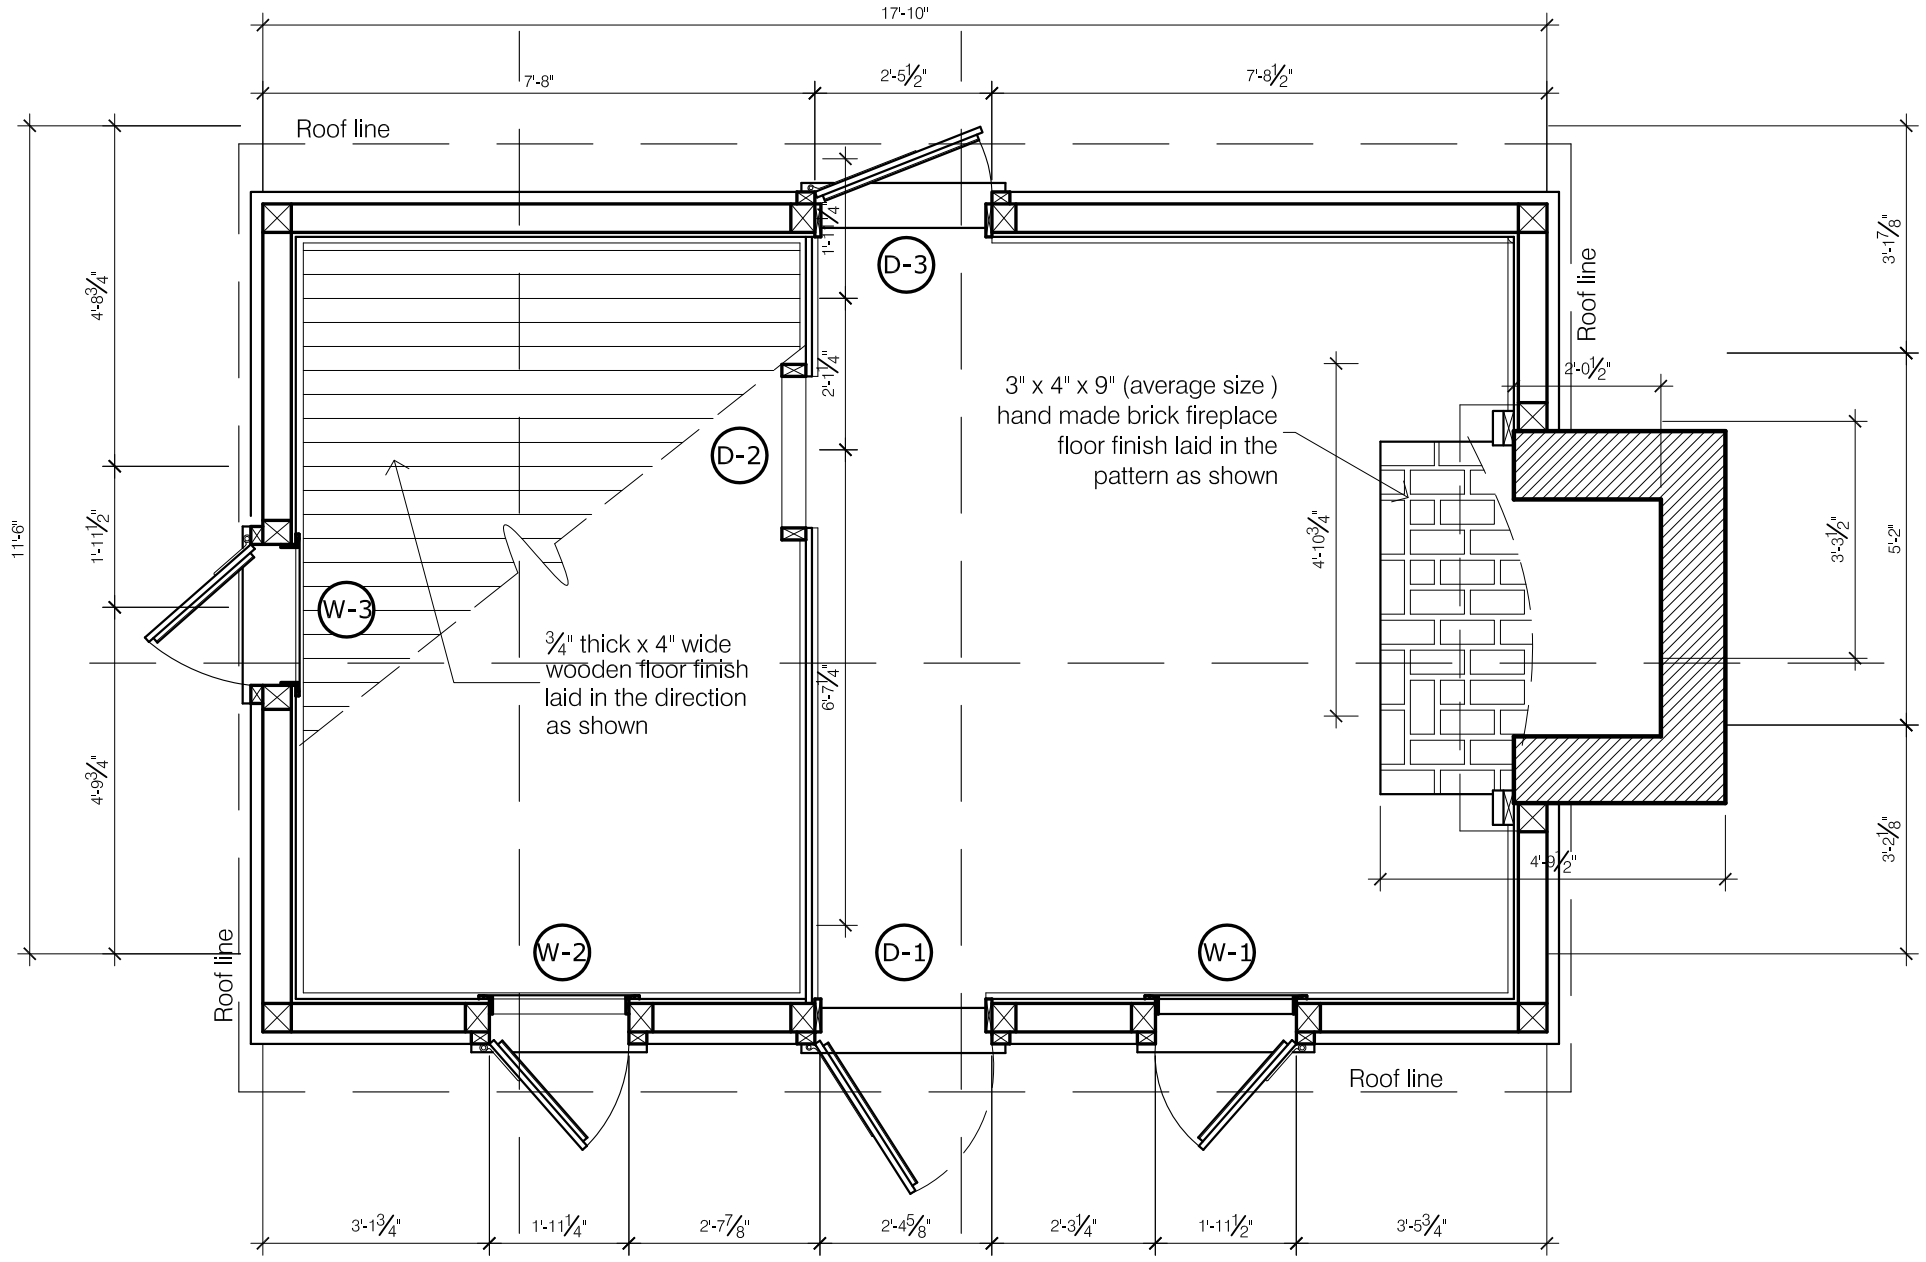 17'-10"
7'-8"
2'-5½"
7'-8½"
Roof line
11'-6"
4'-8¾"
1'-11½"
4'-9¾"
Roof line
1'-11¼"
2'-1¼"
6'-7¼"
D-3
D-2
W-3
W-2
D-1
W-1
3" x 4" x 9" (average size )
hand made brick fireplace
floor finish laid in the
pattern as shown
¾" thick x 4" wide
wooden floor finish
laid in the direction
as shown
Roof line
2'-0½"
4'-10¾"
3'-3½"
5'-2"
3'-1⅞"
3'-2⅛"
4'-9½"
Roof line
3'-1¾"
1'-11¼"
2'-7⅞"
2'-4⅝"
2'-3¼"
1'-11½"
3'-5¾"